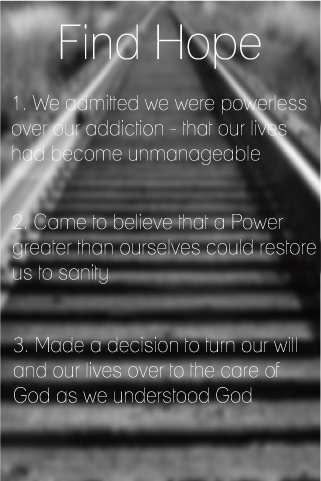 Find Hope
1. We admitted we were powerless
over our addiction - that our lives
had become unmanageable
2. Came to believe that a Power
greater than ourselves could restore
us to sanity
3. Made a decision to turn our will
and our lives over to the care of
God as we understood God